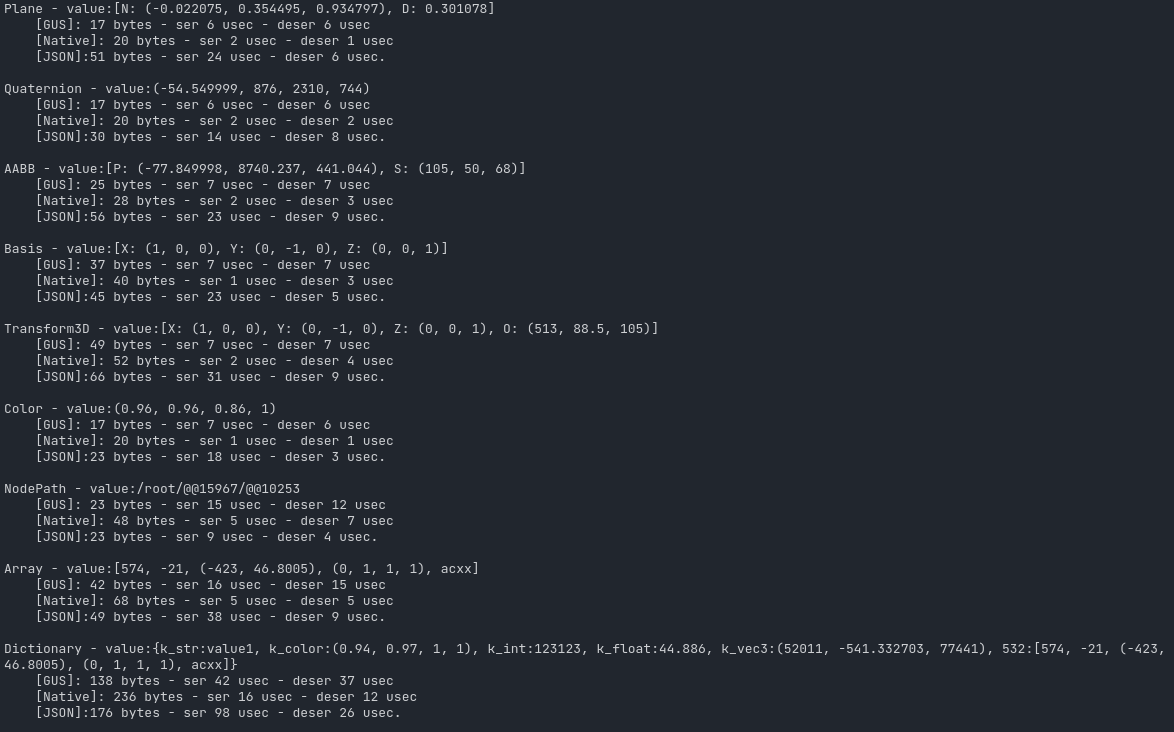 Plane - value:[N: (-0.022075, 0.354495, 0.934797), D: 0.301078]
    [GUS]: 17 bytes - ser 6 usec - deser 6 usec
    [Native]: 20 bytes - ser 2 usec - deser 1 usec
    [JSON]:51 bytes - ser 24 usec - deser 6 usec.

Quaternion - value:(-54.549999, 876, 2310, 744)
    [GUS]: 17 bytes - ser 6 usec - deser 6 usec
    [Native]: 20 bytes - ser 2 usec - deser 2 usec
    [JSON]:30 bytes - ser 14 usec - deser 8 usec.

AABB - value:[P: (-77.849998, 8740.237, 441.044), S: (105, 50, 68)]
    [GUS]: 25 bytes - ser 7 usec - deser 7 usec
    [Native]: 28 bytes - ser 2 usec - deser 3 usec
    [JSON]:56 bytes - ser 23 usec - deser 9 usec.

Basis - value:[X: (1, 0, 0), Y: (0, -1, 0), Z: (0, 0, 1)]
    [GUS]: 37 bytes - ser 7 usec - deser 7 usec
    [Native]: 40 bytes - ser 1 usec - deser 3 usec
    [JSON]:45 bytes - ser 23 usec - deser 5 usec.

Transform3D - value:[X: (1, 0, 0), Y: (0, -1, 0), Z: (0, 0, 1), O: (513, 88.5, 105)]
    [GUS]: 49 bytes - ser 7 usec - deser 7 usec
    [Native]: 52 bytes - ser 2 usec - deser 4 usec
    [JSON]:66 bytes - ser 31 usec - deser 9 usec.

Color - value:(0.96, 0.96, 0.86, 1)
    [GUS]: 17 bytes - ser 7 usec - deser 6 usec
    [Native]: 20 bytes - ser 1 usec - deser 1 usec
    [JSON]:23 bytes - ser 18 usec - deser 3 usec.

NodePath - value:/root/@@15967/@@10253
    [GUS]: 23 bytes - ser 15 usec - deser 12 usec
    [Native]: 48 bytes - ser 5 usec - deser 7 usec
    [JSON]:23 bytes - ser 9 usec - deser 4 usec.

Array - value:[574, -21, (-423, 46.8005), (0, 1, 1, 1), acxx]
    [GUS]: 42 bytes - ser 16 usec - deser 15 usec
    [Native]: 68 bytes - ser 5 usec - deser 5 usec
    [JSON]:49 bytes - ser 38 usec - deser 9 usec.

Dictionary - value:{k_str:value1, k_color:(0.94, 0.97, 1, 1), k_int:123123, k_float:44.886, k_vec3:(52011, -541.332703, 77441), 532:[574, -21, (-423,
46.8005), (0, 1, 1, 1), acxx]}
    [GUS]: 138 bytes - ser 42 usec - deser 37 usec
    [Native]: 236 bytes - ser 16 usec - deser 12 usec
    [JSON]:176 bytes - ser 98 usec - deser 26 usec.